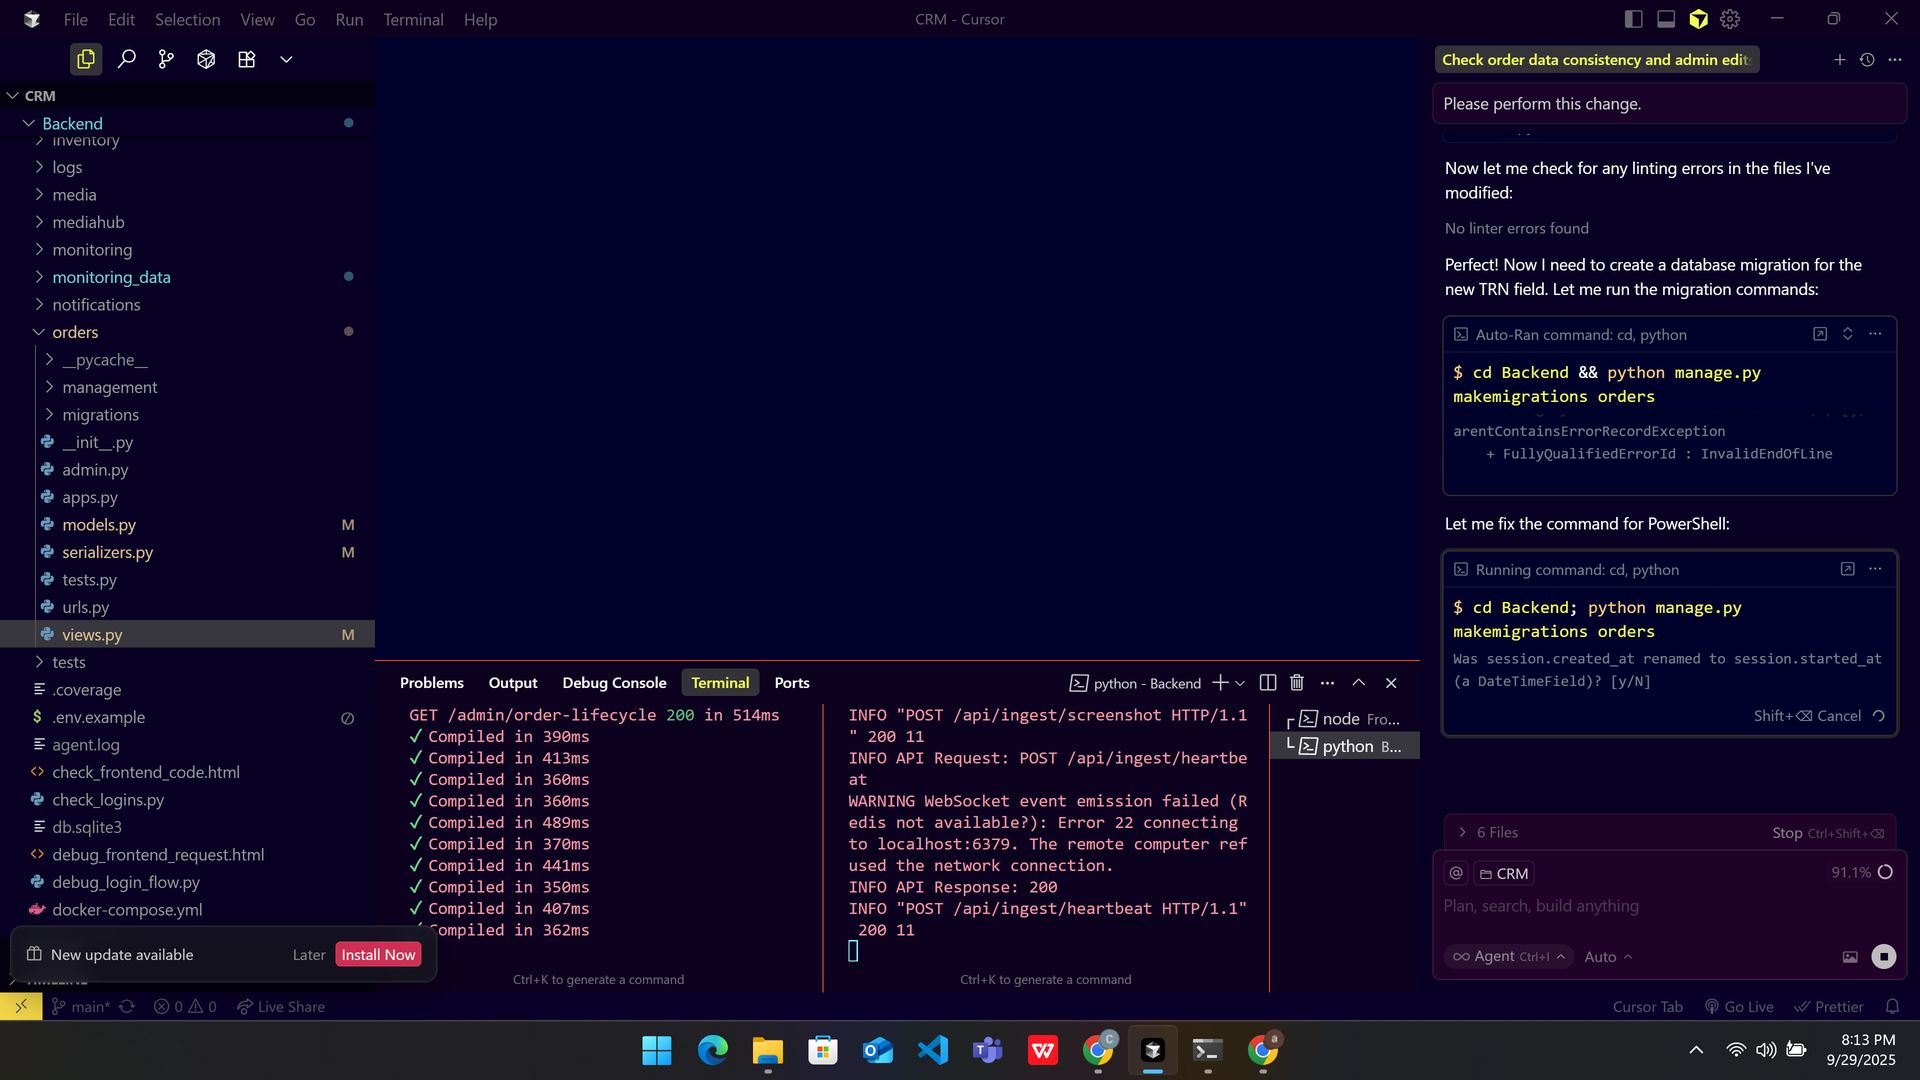 File Edit Selection View Go Run Terminal Help
CRM - Cursor
CRM
Backend
inventory
logs
media
mediahub
monitoring
monitoring_data
notifications
orders
__pycache__
management
migrations
__init__.py
admin.py
apps.py
models.py M
serializers.py M
tests.py
urls.py
views.py M
tests
.coverage
.env.example
agent.log
check_frontend_code.html
check_logins.py
db.sqlite3
debug_frontend_request.html
debug_login_flow.py
docker-compose.yml
New update available Later Install Now
TIMELINE
Problems Output Debug Console Terminal Ports
python - Backend
GET /admin/order-lifecycle 200 in 514ms
✓ Compiled in 390ms
✓ Compiled in 413ms
✓ Compiled in 360ms
✓ Compiled in 360ms
✓ Compiled in 489ms
✓ Compiled in 370ms
✓ Compiled in 441ms
✓ Compiled in 350ms
✓ Compiled in 407ms
✓ Compiled in 362ms
Ctrl+K to generate a command
INFO "POST /api/ingest/screenshot HTTP/1.1
" 200 11
INFO API Request: POST /api/ingest/heartbe
at
WARNING WebSocket event emission failed (R
edis not available?): Error 22 connecting
to localhost:6379. The remote computer ref
used the network connection.
INFO API Response: 200
INFO "POST /api/ingest/heartbeat HTTP/1.1"
200 11
Ctrl+K to generate a command
node Fro...
python B...
Check order data consistency and admin edit
Please perform this change.
Now let me check for any linting errors in the files I've
modified:
No linter errors found
Perfect! Now I need to create a database migration for the
new TRN field. Let me run the migration commands:
Auto-Ran command: cd, python
$ cd Backend && python manage.py
makemigrations orders
arentContainsErrorRecordException
+ FullyQualifiedErrorId : InvalidEndOfLine
Let me fix the command for PowerShell:
Running command: cd, python
$ cd Backend; python manage.py
makemigrations orders
Was session.created_at renamed to session.started_at
(a DateTimeField)? [y/N]
Shift+⌫ Cancel
6 Files Stop Ctrl+Shift+⌫
@ CRM 91.1%
Plan, search, build anything
∞ Agent Ctrl+I Auto
main* 0 0 Live Share
Cursor Tab Go Live Prettier
8:13 PM
9/29/2025